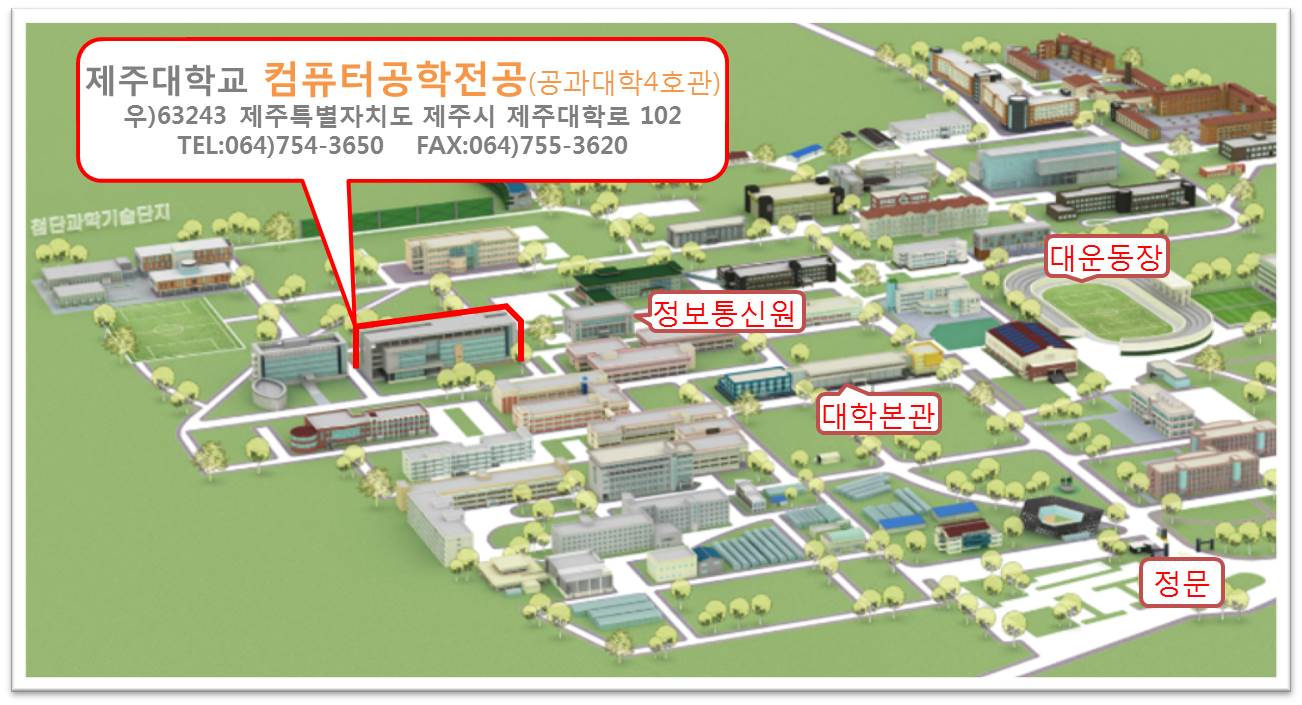 제주대학교 컴퓨터공학전공(공과대학4호관)
우)63243 제주특별자치도 제주시 제주대학로 102
TEL:064)754-3650 FAX:064)755-3620
첨단과학기술단지
대운동장
정보통신원
대학본관
정문